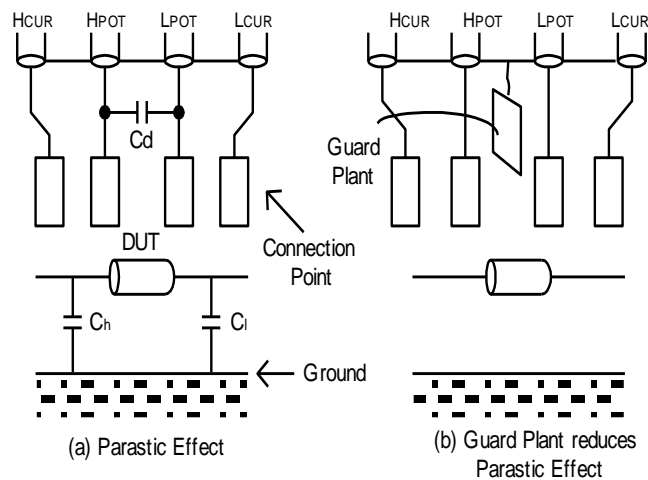 HCUR HPOT LPOT LCUR
Cd
DUT
Connection
Point
Ch
Cl
Ground
(a) Parastic Effect
HCUR HPOT LPOT LCUR
Guard
Plant
(b) Guard Plant reduces
Parastic Effect